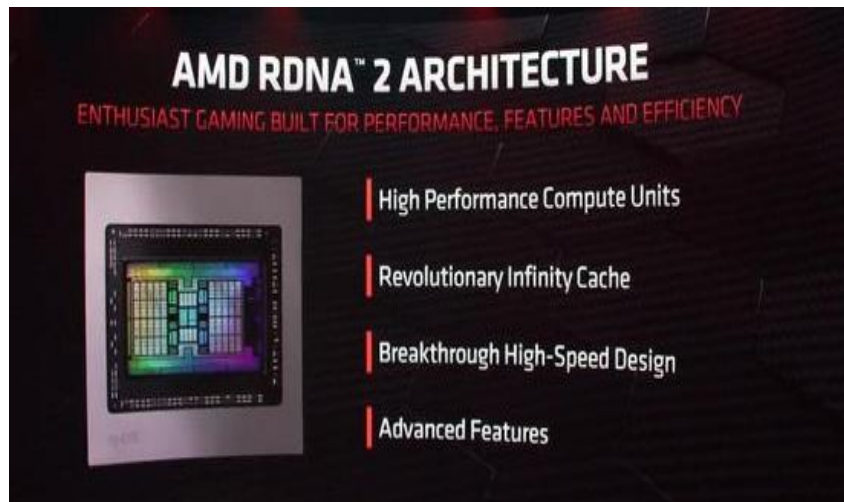 AMD RDNA™ 2 ARCHITECTURE
ENTHUSIAST GAMING BUILT FOR PERFORMANCE, FEATURES AND EFFICIENCY
High Performance Compute Units
Revolutionary Infinity Cache
Breakthrough High-Speed Design
Advanced Features